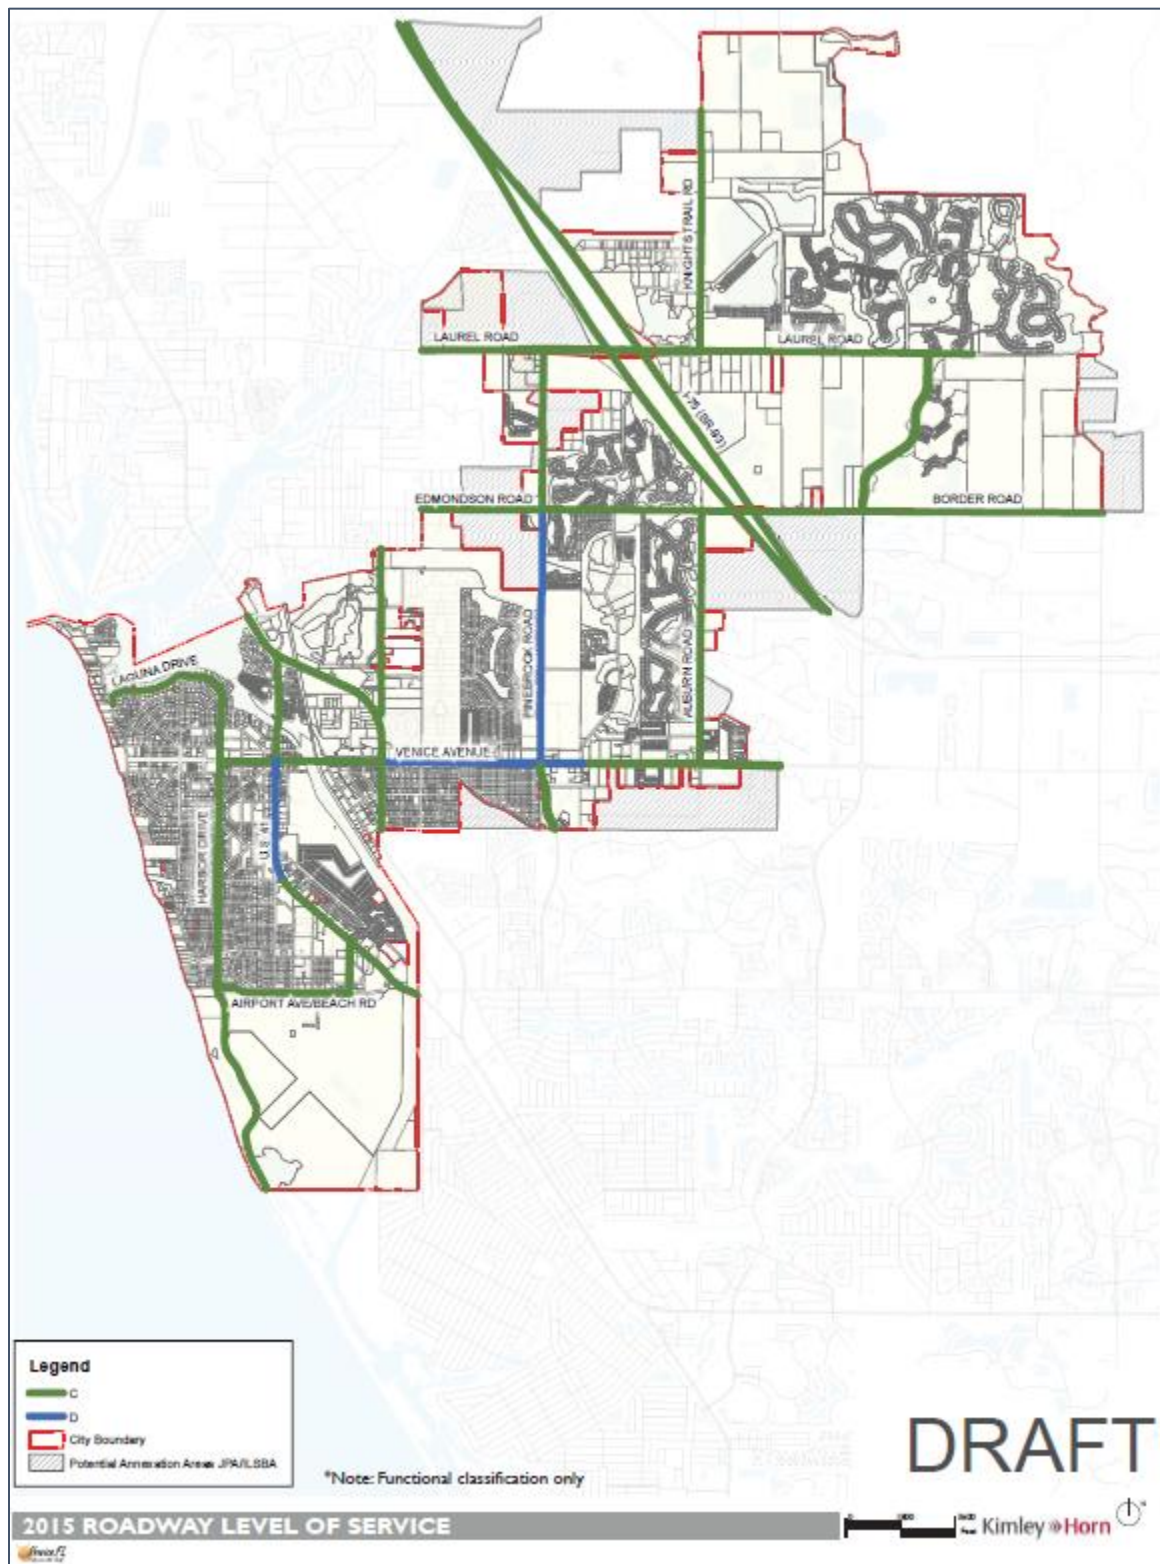 KNIGHTS TRAIL RD
LAUREL ROAD
LAUREL ROAD
I-75 (SR-93)
EDMONDSON ROAD
BORDER ROAD
PINEBROOK ROAD
AUBURN ROAD
LAGUNA DRIVE
VENICE AVENUE
HARBOR DRIVE
U.S. 41
AIRPORT AVE/BEACH RD
Legend
C
D
City Boundary
Potential Annexation Areas JPA/ILSBA
*Note: Functional classification only
DRAFT
2015 ROADWAY LEVEL OF SERVICE
Kimley»Horn